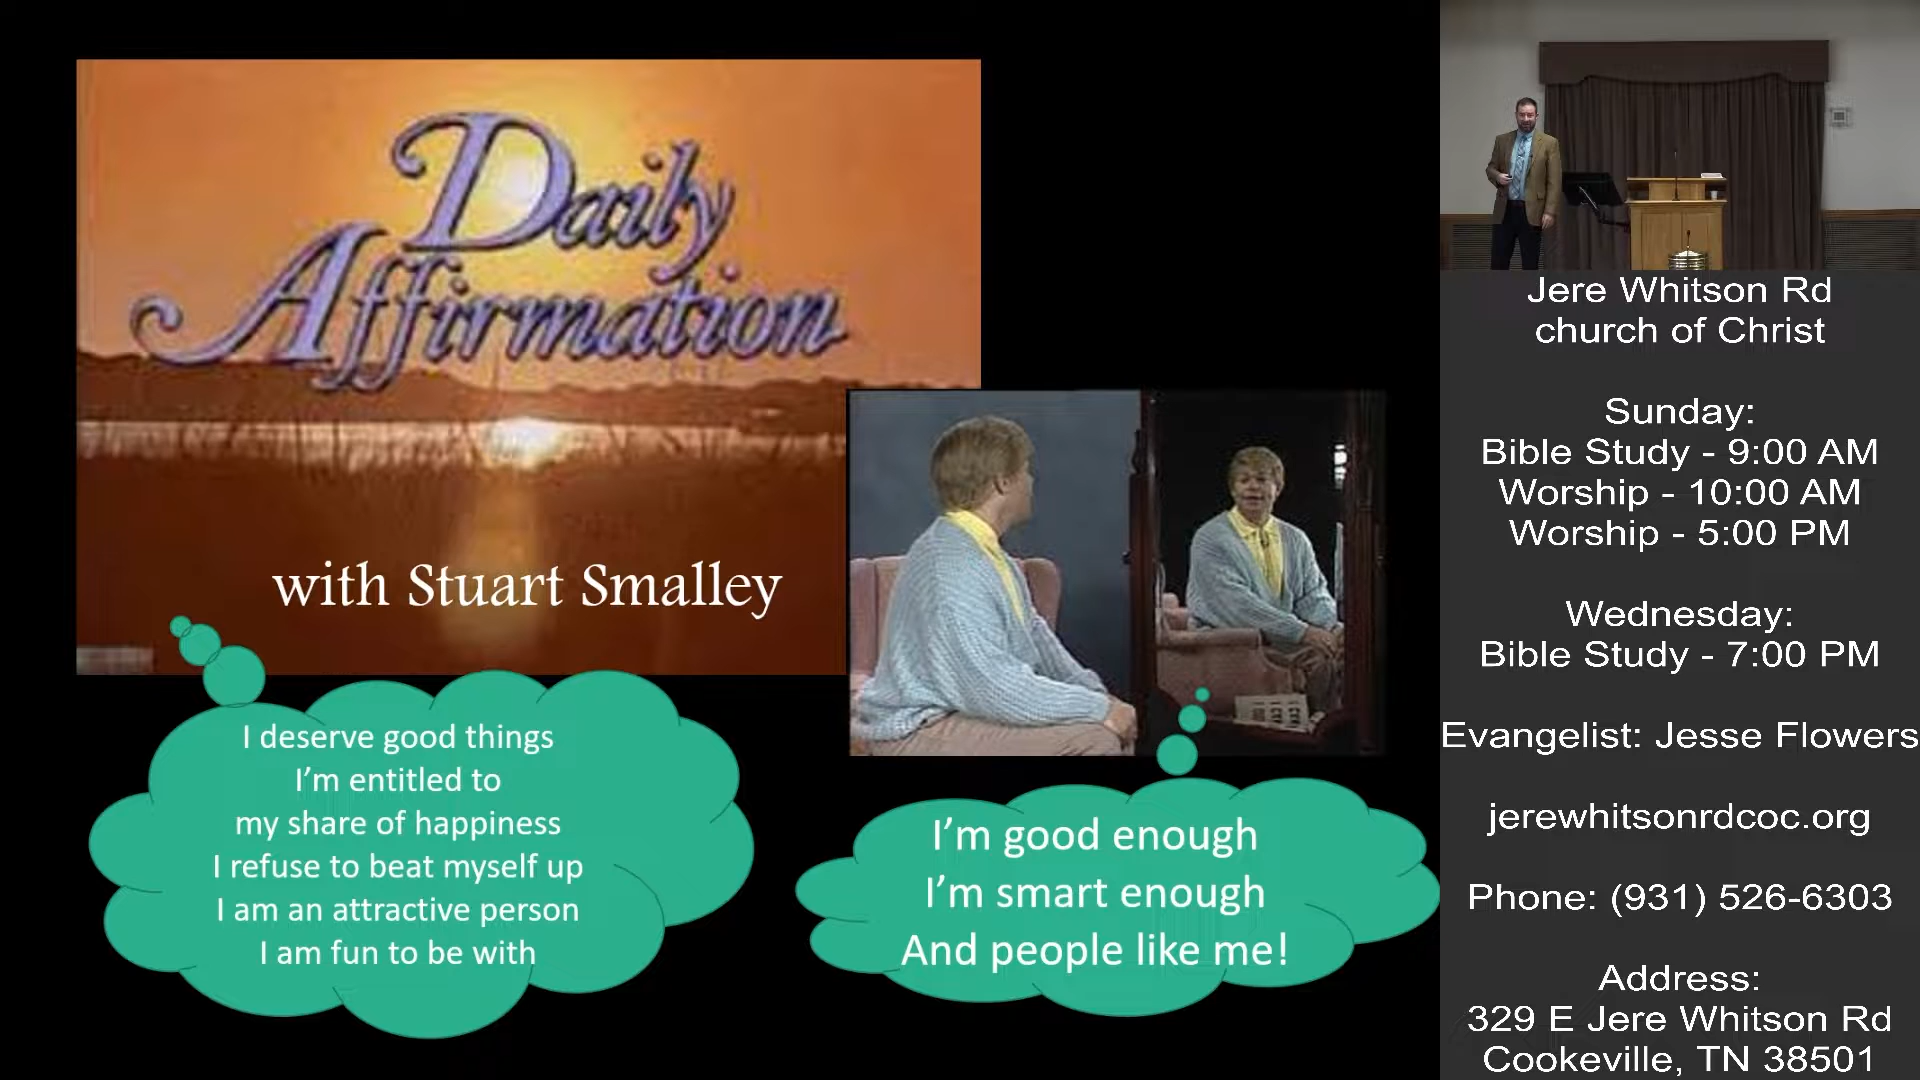 Daily
Affirmation
with Stuart Smalley
I deserve good things
I'm entitled to
my share of happiness
I refuse to beat myself up
I am an attractive person
I am fun to be with
I'm good enough
I'm smart enough
And people like me!
Jere Whitson Rd
church of Christ
Sunday:
Bible Study - 9:00 AM
Worship - 10:00 AM
Worship - 5:00 PM
Wednesday:
Bible Study - 7:00 PM
Evangelist: Jesse Flowers
jerewhitsonrdcoc.org
Phone: (931) 526-6303
Address:
329 E Jere Whitson Rd
Cookeville, TN 38501